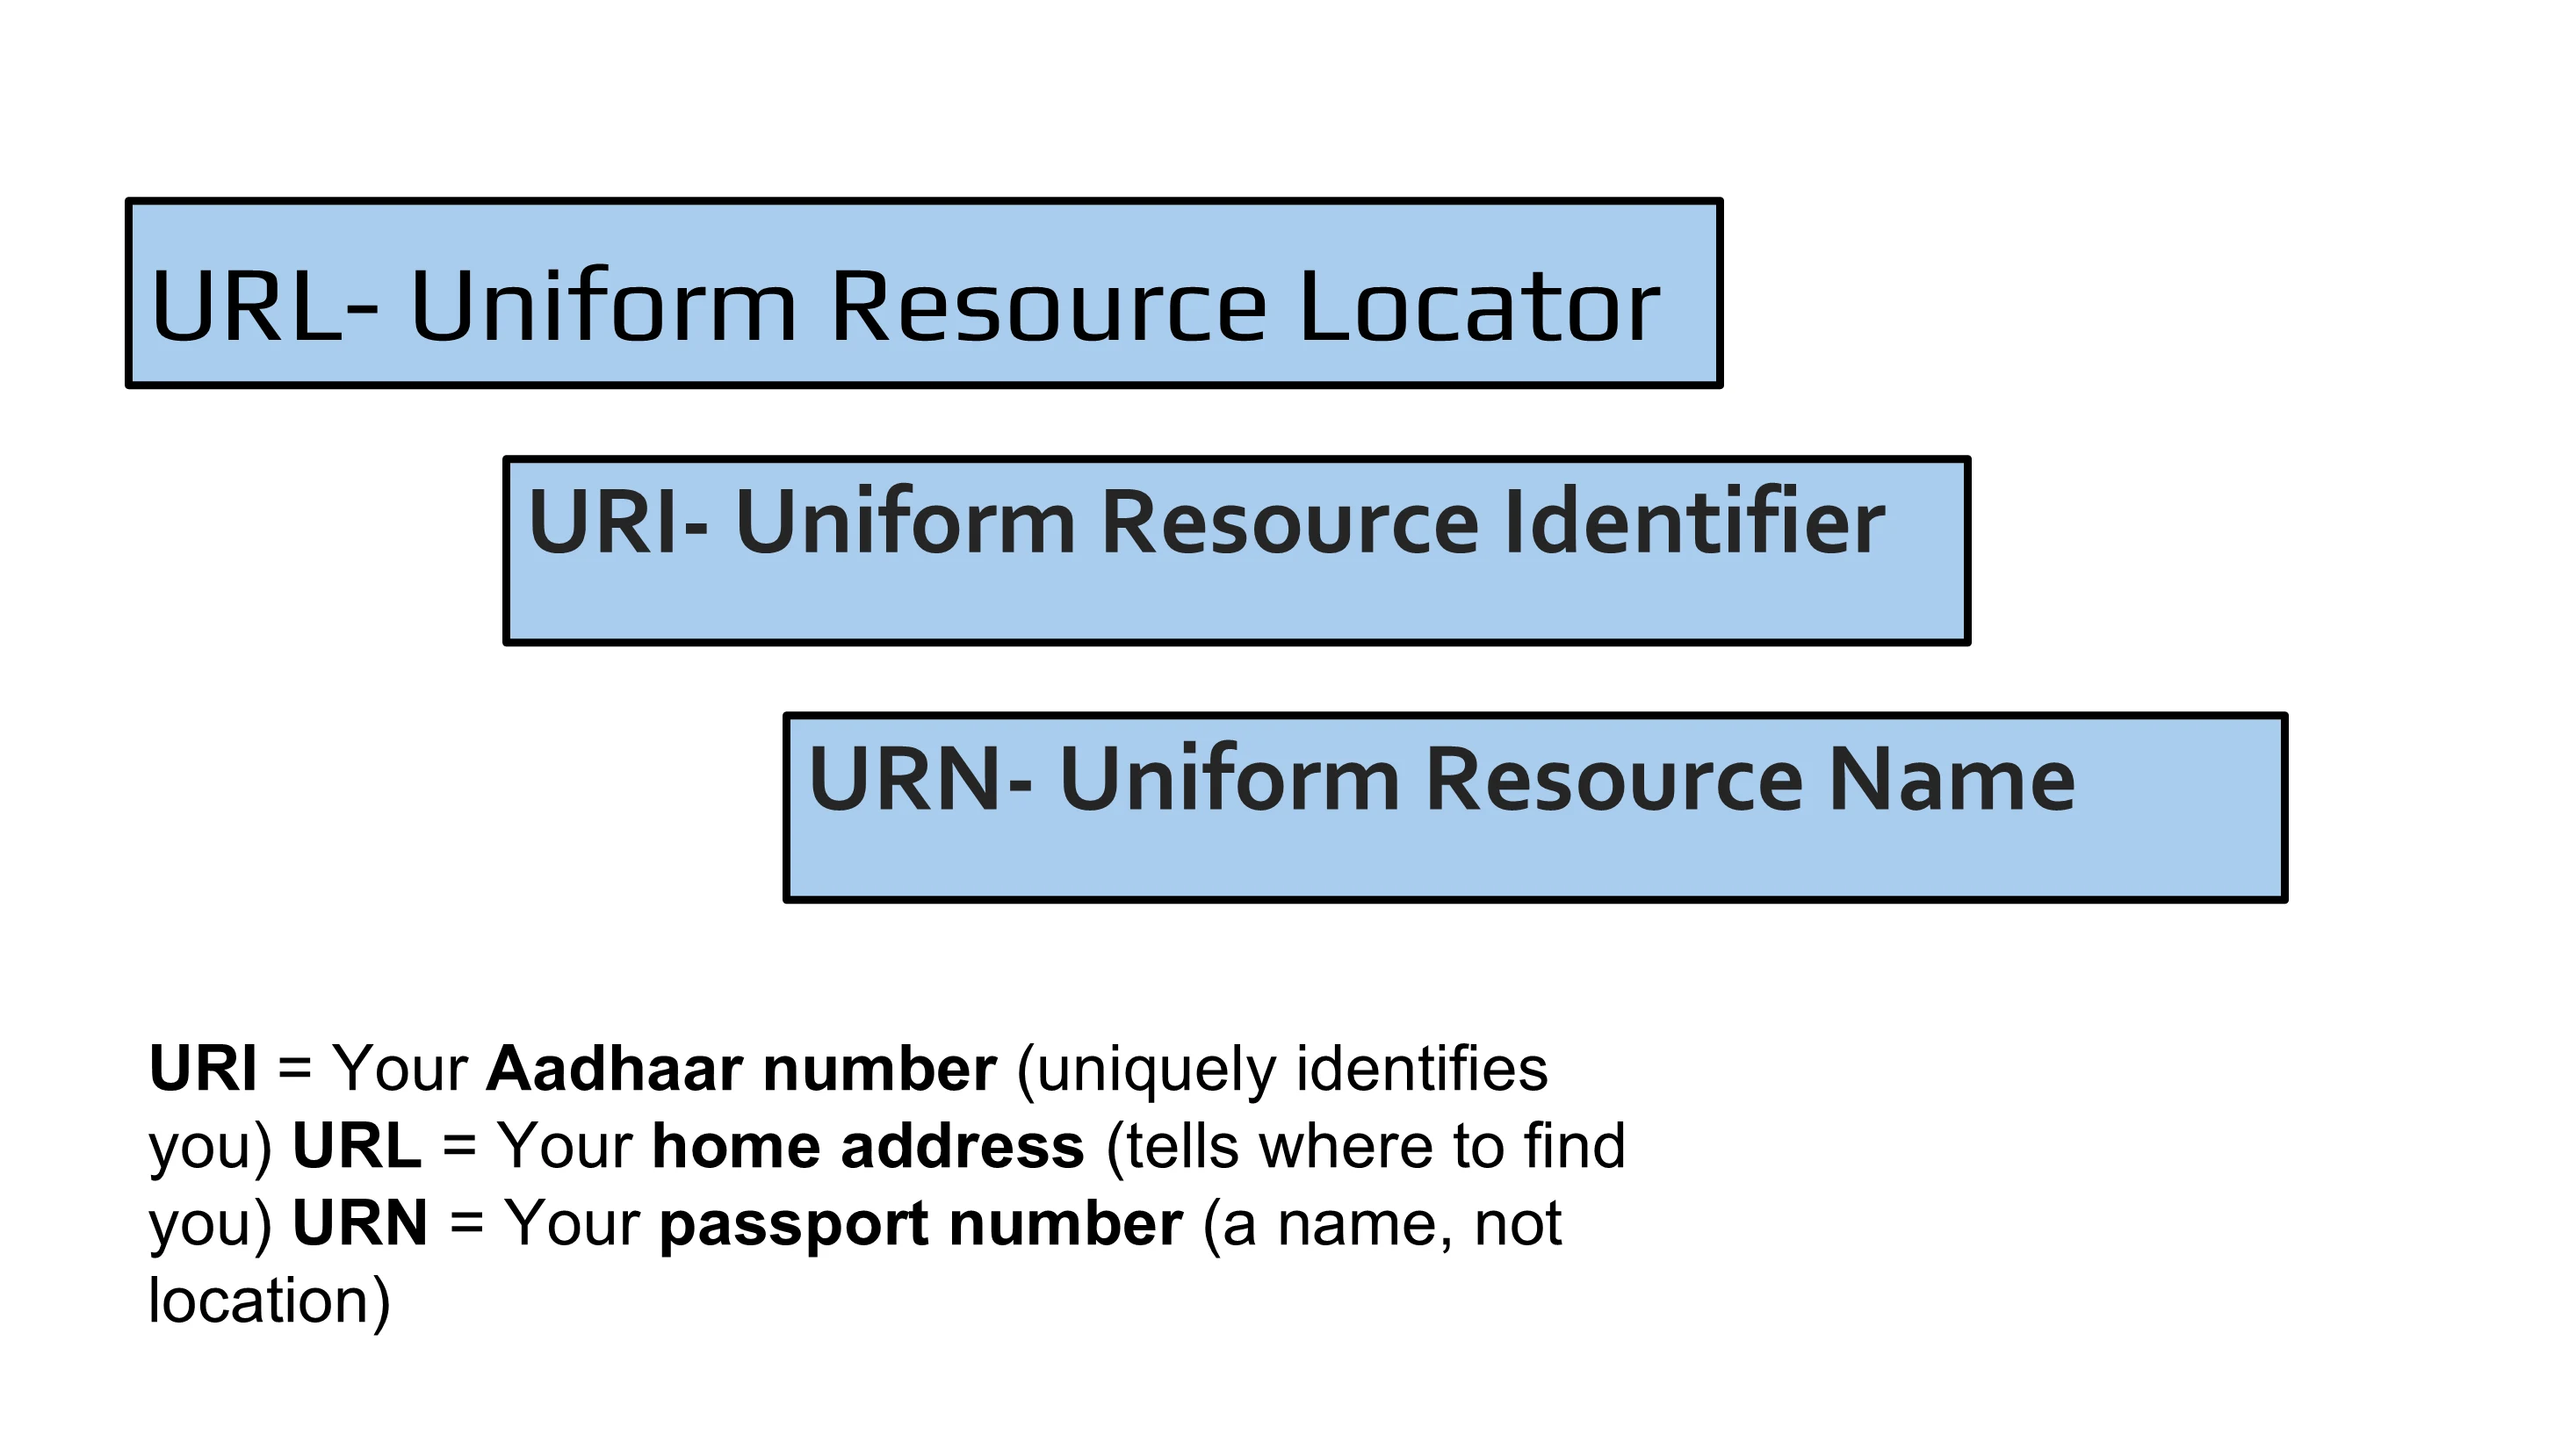 URL- Uniform Resource Locator
URI- Uniform Resource Identifier
URN- Uniform Resource Name
URI = Your Aadhaar number (uniquely identifies
you) URL = Your home address (tells where to find
you) URN = Your passport number (a name, not
location)